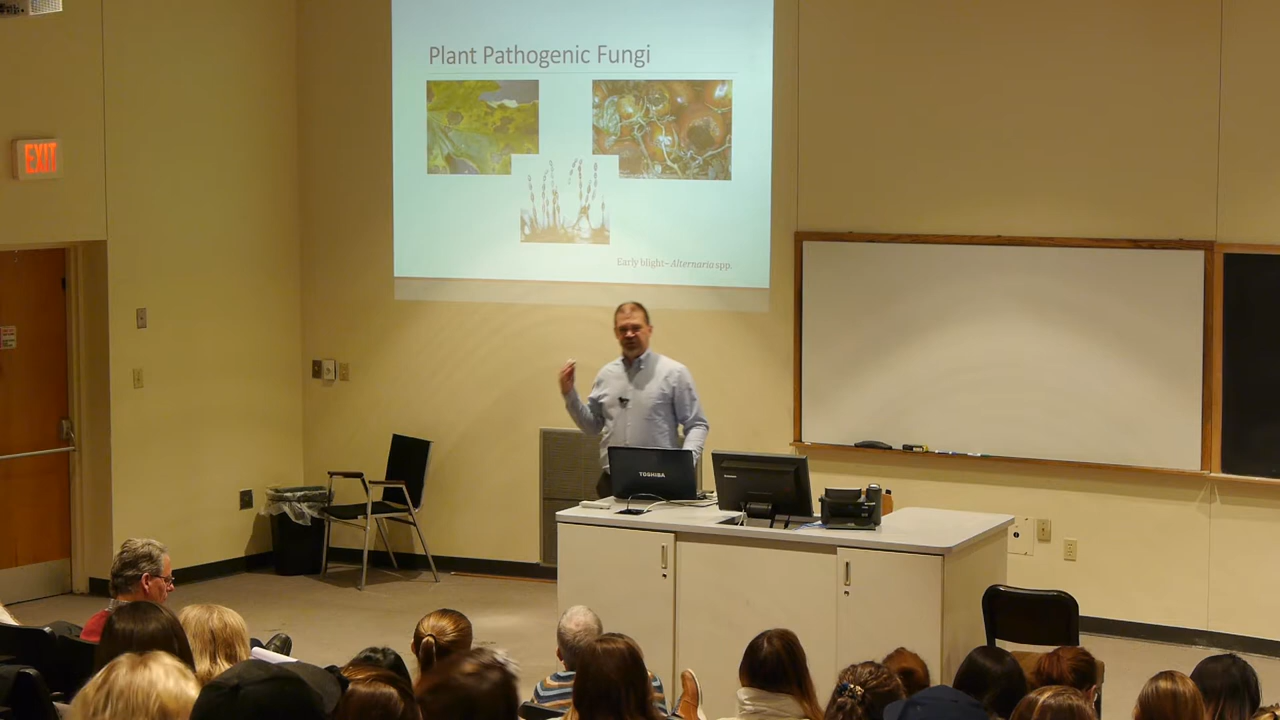 Plant Pathogenic Fungi
EXIT
Early blight- Alternaria spp.
TOSHIBA